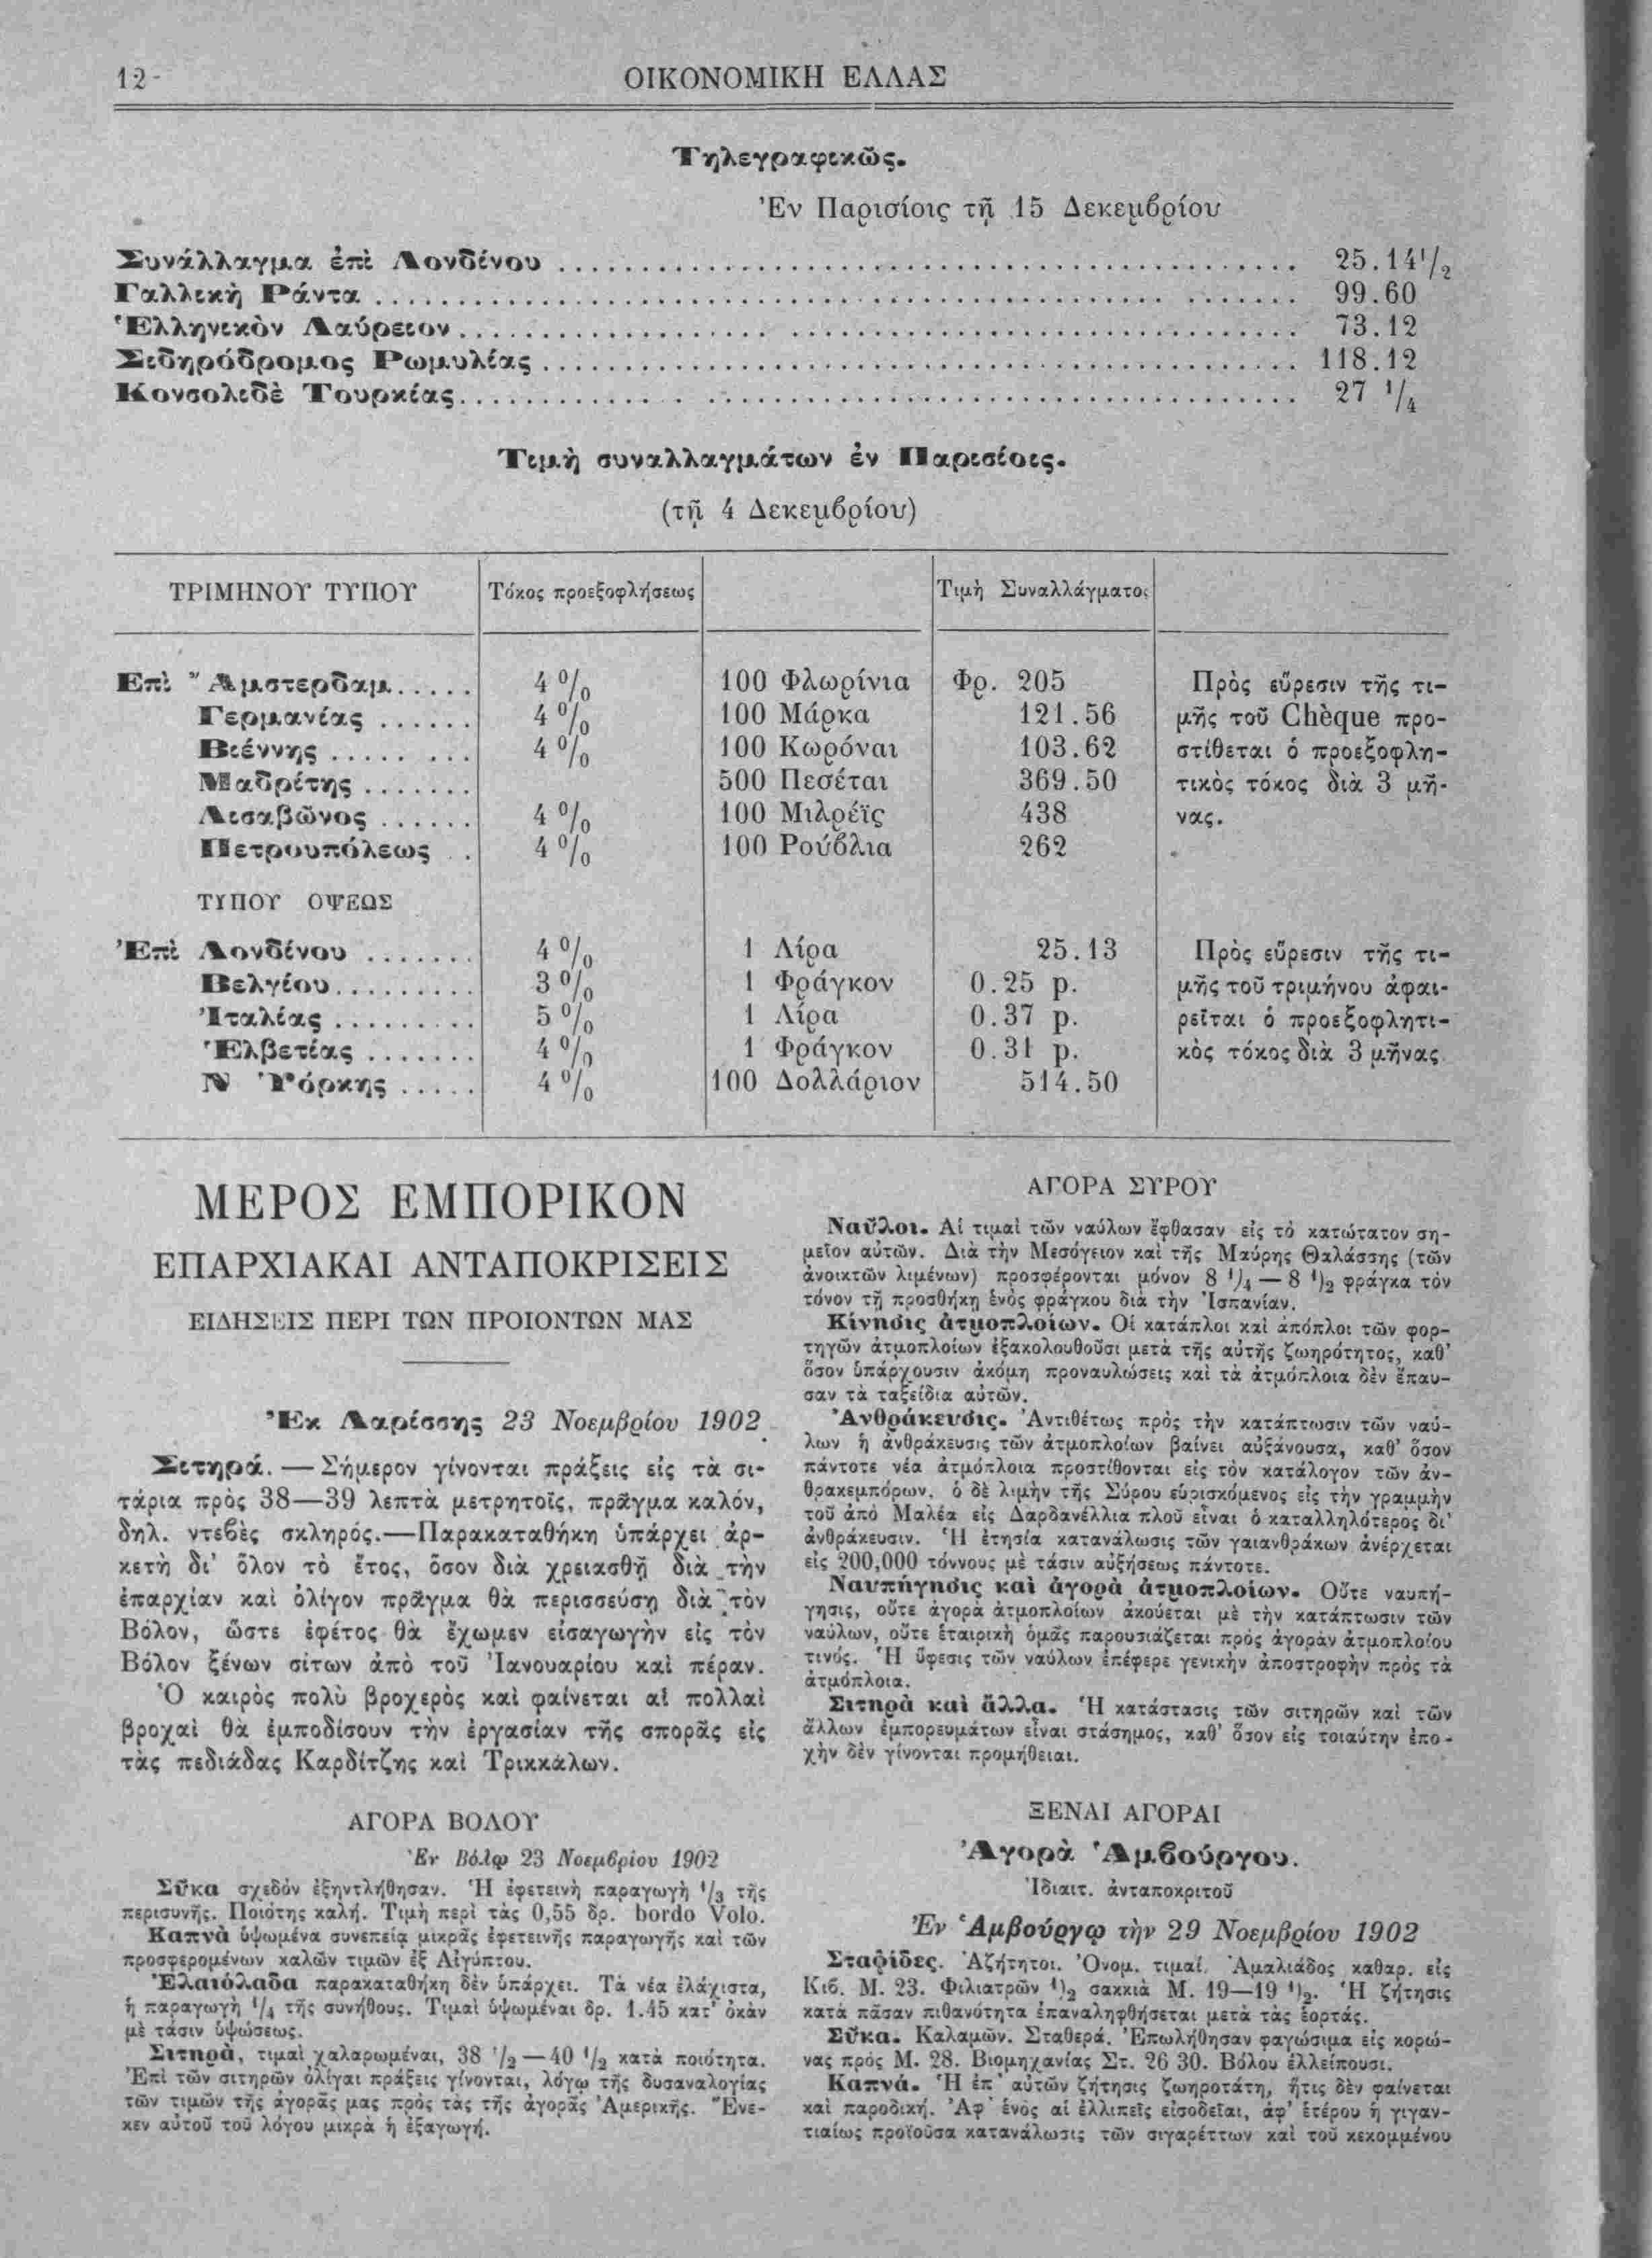 12
ΟΙΚΟΝΟΜΙΚΗ ΕΛΛΑΣ
Τηλεγραφικῶς.
Ἐν Παρισίοις τῇ 15 Δεκεμβρίου
Συνάλλαγμα ἐπὶ Λονδίνου . . . . . 25.14 1/2
Γαλλικὴ Ράντα . . . . . 99.60
Ἑλληνικὸν Λαύρειον . . . . . 73.12
Σιδηρόδρομος Ρωμυλίας . . . . . 118.12
Κονσολιδὲ Τουρκίας . . . . . 27 1/4
Τιμὴ συναλλαγμάτων ἐν Παρισίοις.
(τῇ 4 Δεκεμβρίου)
ΤΡΙΜΗΝΟΥ ΤΥΠΟΥ Τόκος προεξοφλήσεως Τιμὴ Συναλλάγματος
Επὶ Ἄμστερδαμ. . . . . . 4 % 100 Φλωρίνια Φρ. 205 Πρὸς εὕρεσιν τῆς τι-
Γερμανίας . . . . . . 4 % 100 Μάρκα 121.56 μῆς τοῦ Chèque προ-
Βιέννης . . . . . . . . 4 % 100 Κωρόναι 103.62 στίθεται ὁ προεξοφλη-
Μαδρίτης . . . . . . . 500 Πεσέται 369.50 τικὸς τόκος διὰ 3 μῆ-
Λισαβῶνος . . . . . . 4 % 100 Μιλρέϊς 438 νας.
Πετρουπόλεως . . 4 % 100 Ρούβλια 262
ΤΥΠΟΥ ΟΨΕΩΣ
Ἐπὶ Λονδίνου . . . . . . . 4 % 1 Λίρα 25.13 Πρὸς εὕρεσιν τῆς τι-
Βελγίου. . . . . . . . . 3 % 1 Φράγκον 0.25 p. μῆς τοῦ τριμήνου ἀφαι-
Ἰταλίας . . . . . . . . . 5 % 1 Λίρα 0.37 p. ρεῖται ὁ προεξοφλητι-
Ἑλβετίας . . . . . . . 4 % 1 Φράγκον 0.31 p. κὸς τόκος διὰ 3 μῆνας
Ν Ὑόρκης . . . . . 4 % 100 Δολλάριον 514.50
ΜΕΡΟΣ ΕΜΠΟΡΙΚΟΝ
ΕΠΑΡΧΙΑΚΑΙ ΑΝΤΑΠΟΚΡΙΣΕΙΣ
ΕΙΔΗΣΕΙΣ ΠΕΡΙ ΤΩΝ ΠΡΟΙΟΝΤΩΝ ΜΑΣ
Ἐκ Λαρίσσης 23 Νοεμβρίου 1902
Σιτηρά. — Σήμερον γίνονται πράξεις εἰς τὰ σι-
τάρια πρὸς 38—39 λεπτὰ μετρητοῖς, πρᾶγμα καλόν,
δηλ. ντεβὲς σκληρός.—Παρακαταθήκη ὑπάρχει ἀρ-
κετὴ δι' ὅλον τὸ ἔτος, ὅσον διὰ χρειασθῇ διὰ τὴν
ἐπαρχίαν καὶ ὀλίγον πρᾶγμα θὰ περισσεύσῃ διὰ τὸν
Βόλον, ὥστε ἐφέτος θὰ ἔχωμεν εἰσαγωγὴν εἰς τὸν
Βόλον ξένων σίτων ἀπὸ τοῦ Ἰανουαρίου καὶ πέραν.
Ὁ καιρὸς πολὺ βροχερὸς καὶ φαίνεται αἱ πολλαὶ
βροχαὶ θὰ ἐμποδίσουν τὴν ἐργασίαν τῆς σπορᾶς εἰς
τὰς πεδιάδας Καρδίτζης καὶ Τρικκάλων.
ΑΓΟΡΑ ΒΟΛΟΥ
Ἐν Βόλῳ 23 Νοεμβρίου 1902
Σῦκα σχεδὸν ἐξηντλήθησαν. Ἡ ἐφετεινὴ παραγωγὴ 1/3 τῆς
περισυνῆς. Ποιότης καλή. Τιμὴ περὶ τὰς 0,55 δρ. bordo Volo.
Καπνὰ ὑψωμένα συνεπείᾳ μικρᾶς ἐφετεινῆς παραγωγῆς καὶ τῶν
προσφερομένων καλῶν τιμῶν ἐξ Αἰγύπτου.
Ἐλαιόλαδα παρακαταθήκη δὲν ὑπάρχει. Τὰ νέα ἐλάχιστα,
ἡ παραγωγὴ 1/4 τῆς συνήθους. Τιμαὶ ὑψωμέναι δρ. 1.45 κατ' ὀκὰν
μὲ τάσιν ὑψώσεως.
Σιτηρὰ, τιμαὶ χαλαρωμέναι, 38 1/2 — 40 1/2 κατὰ ποιότητα.
Ἐπὶ τῶν σιτηρῶν ὀλίγαι πράξεις γίνονται, λόγῳ τῆς δυσαναλογίας
τῶν τιμῶν τῆς ἀγορᾶς μας πρὸς τὰς τῆς ἀγορᾶς Ἀμερικῆς. Ἕνε-
κεν αὐτοῦ τοῦ λόγου μικρὰ ἡ ἐξαγωγή.
ΑΓΟΡΑ ΣΥΡΟΥ
Ναῦλοι. Αἱ τιμαὶ τῶν ναύλων ἔφθασαν εἰς τὸ κατώτατον ση-
μεῖον αὐτῶν. Διὰ τὴν Μεσόγειον καὶ τῆς Μαύρης Θαλάσσης (τῶν
ἀνοικτῶν λιμένων) προσφέρονται μόνον 8 1/4 — 8 1/2 φράγκα τὸν
τόνον τῇ προσθήκῃ ἑνὸς φράγκου διὰ τὴν Ἰσπανίαν.
Κίνησις ἀτμοπλοίων. Οἱ κατάπλοι καὶ ἀπόπλοι τῶν φορ-
τηγῶν ἀτμοπλοίων ἐξακολουθοῦσι μετὰ τῆς αὐτῆς ζωηρότητος, καθ'
ὅσον ὑπάρχουσιν ἀκόμη προναυλώσεις καὶ τὰ ἀτμόπλοια δὲν ἔπαυ-
σαν τὰ ταξείδια αὐτῶν.
Ἀνθράκευσις. Ἀντιθέτως πρὸς τὴν κατάπτωσιν τῶν ναύ-
λων ἡ ἀνθράκευσις τῶν ἀτμοπλοίων βαίνει αὐξάνουσα, καθ' ὅσον
πάντοτε νέα ἀτμόπλοια προστίθονται εἰς τὸν κατάλογον τῶν ἀν-
θρακεμπόρων. ὁ δὲ λιμὴν τῆς Σύρου εὑρισκόμενος εἰς τὴν γραμμὴν
τοῦ ἀπὸ Μαλέα εἰς Δαρδανέλλια πλοῦ εἶναι ὁ καταλληλότερος δι'
ἀνθράκευσιν. Ἡ ἐτησία κατανάλωσις τῶν γαιανθράκων ἀνέρχεται
εἰς 200,000 τόννους μὲ τάσιν αὐξήσεως πάντοτε.
Ναυπήγησις καὶ ἀγορὰ ἀτμοπλοίων. Οὔτε ναυπή-
γησις, οὔτε ἀγορὰ ἀτμοπλοίων ἀκούεται μὲ τὴν κατάπτωσιν τῶν
ναύλων, οὔτε ἑταιρικὴ ὁμὰς παρουσιάζεται πρὸς ἀγορὰν ἀτμοπλοίου
τινός. Ἡ ὕφεσις τῶν ναύλων ἐπέφερε γενικὴν ἀποστροφὴν πρὸς τὰ
ἀτμόπλοια.
Σιτηρὰ καὶ ἄλλα. Ἡ κατάστασις τῶν σιτηρῶν καὶ τῶν
ἄλλων ἐμπορευμάτων εἶναι στάσημος, καθ' ὅσον εἰς τοιαύτην ἐπο-
χὴν δὲν γίνονται προμήθειαι.
ΞΕΝΑΙ ΑΓΟΡΑΙ
Ἀγορὰ Ἁμβούργου.
Ἰδιαιτ. ἀνταποκριτοῦ
Ἐν Ἁμβούργῳ τὴν 29 Νοεμβρίου 1902
Σταφίδες. Ἀζήτητοι. Ὀνομ. τιμαί. Ἀμαλιάδος καθαρ. εἰς
Κιβ. Μ. 23. Φιλιατρῶν 1/2 σακκιὰ Μ. 19—19 1/2. Ἡ ζήτησις
κατὰ πᾶσαν πιθανότητα ἐπαναληφθήσεται μετὰ τὰς ἑορτάς.
Σῦκα. Καλαμῶν. Σταθερά. Ἐπωλήθησαν φαγώσιμα εἰς κορώ-
νας πρὸς Μ. 28. Βιομηχανίας Στ. 26 30. Βόλου ἐλλείπουσι.
Καπνά. Ἡ ἐπ' αὐτῶν ζήτησις ζωηροτάτη, ἥτις δὲν φαίνεται
καὶ παροδική. Ἀφ' ἑνὸς αἱ ἐλλιπεῖς εἰσοδεῖαι, ἀφ' ἑτέρου ἡ γιγαν-
τιαίως προϊοῦσα κατανάλωσις τῶν σιγαρέττων καὶ τοῦ κεκομμένου